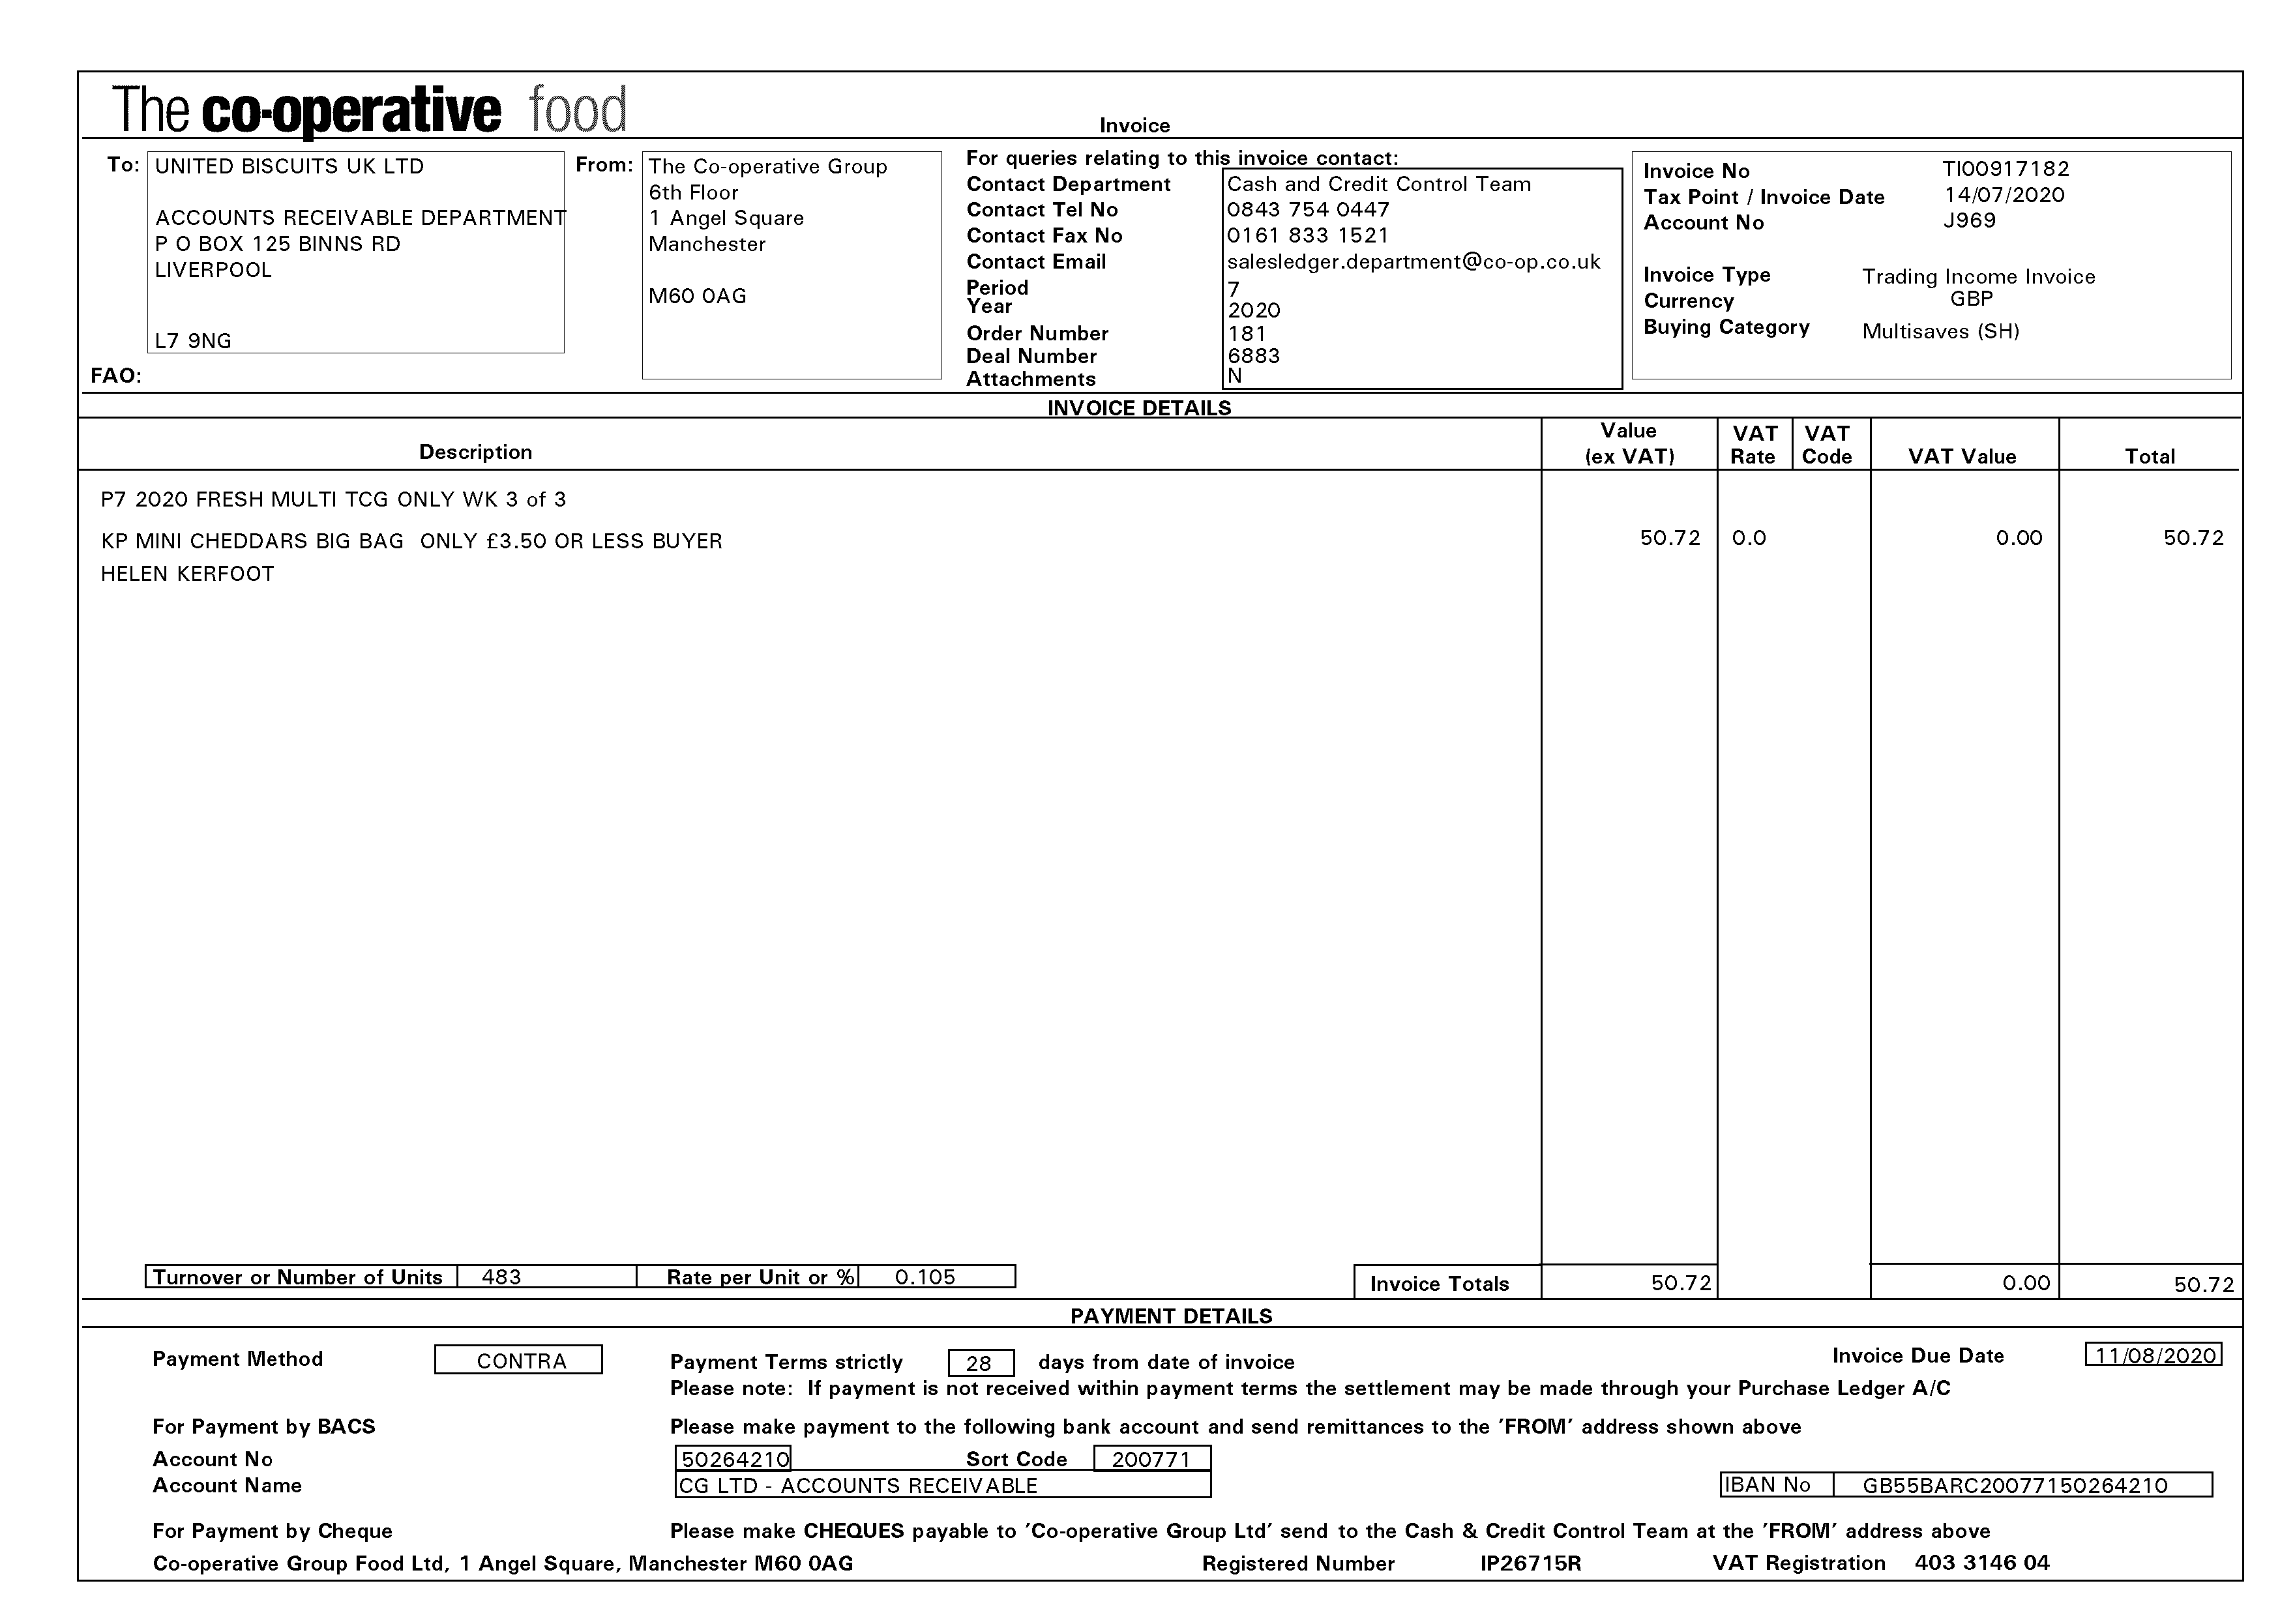 The co-operative food
Invoice
To: UNITED BISCUITS UK LTD
ACCOUNTS RECEIVABLE DEPARTMENT
P O BOX 125 BINNS RD
LIVERPOOL
L7 9NG
FAO:
From: The Co-operative Group
6th Floor
1 Angel Square
Manchester
M60 0AG
For queries relating to this invoice contact:
Contact Department Cash and Credit Control Team
Contact Tel No 0843 754 0447
Contact Fax No 0161 833 1521
Contact Email salesledger.department@co-op.co.uk
Period 7
Year 2020
Order Number 181
Deal Number 6883
Attachments N
Invoice No TI00917182
Tax Point / Invoice Date 14/07/2020
Account No J969
Invoice Type Trading Income Invoice
Currency GBP
Buying Category Multisaves (SH)
INVOICE DETAILS
Description Value (ex VAT) VAT Rate VAT Code VAT Value Total
P7 2020 FRESH MULTI TCG ONLY WK 3 of 3
KP MINI CHEDDARS BIG BAG ONLY £3.50 OR LESS BUYER 50.72 0.0 0.00 50.72
HELEN KERFOOT
Turnover or Number of Units 483 Rate per Unit or % 0.105 Invoice Totals 50.72 0.00 50.72
PAYMENT DETAILS
Payment Method CONTRA Payment Terms strictly 28 days from date of invoice Invoice Due Date 11/08/2020
Please note: If payment is not received within payment terms the settlement may be made through your Purchase Ledger A/C
For Payment by BACS Please make payment to the following bank account and send remittances to the 'FROM' address shown above
Account No 50264210 Sort Code 200771
Account Name CG LTD - ACCOUNTS RECEIVABLE IBAN No GB55BARC20077150264210
For Payment by Cheque Please make CHEQUES payable to 'Co-operative Group Ltd' send to the Cash & Credit Control Team at the 'FROM' address above
Co-operative Group Food Ltd, 1 Angel Square, Manchester M60 0AG Registered Number IP26715R VAT Registration 403 3146 04